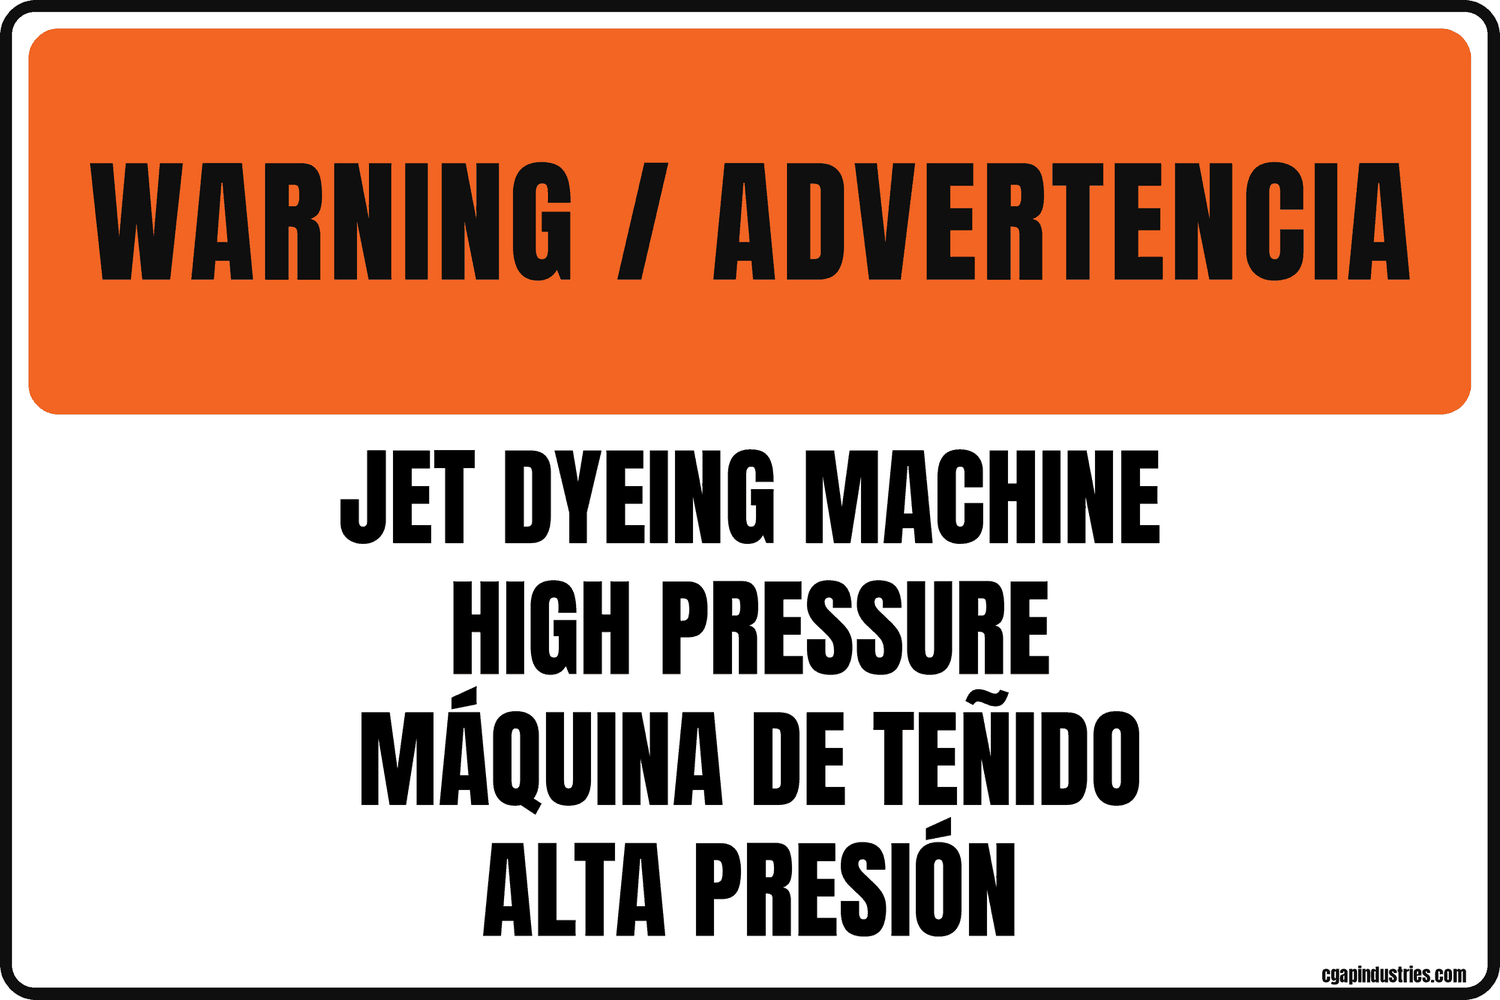 WARNING / ADVERTENCIA
JET DYEING MACHINE
HIGH PRESSURE
MÁQUINA DE TEÑIDO
ALTA PRESIÓN
cgapindustries.com